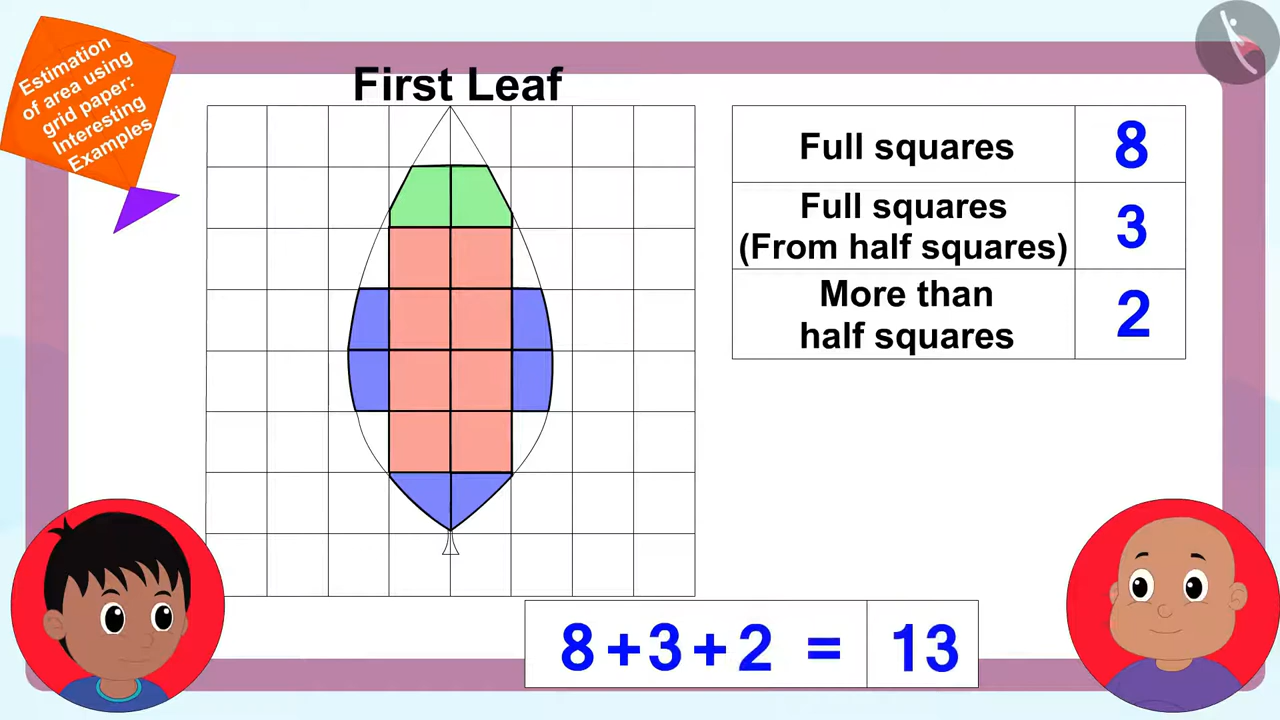 Estimation
of area using
grid paper:
Interesting
Examples
First Leaf
Full squares 8
Full squares
(From half squares) 3
More than
half squares 2
8+3+2 = 13